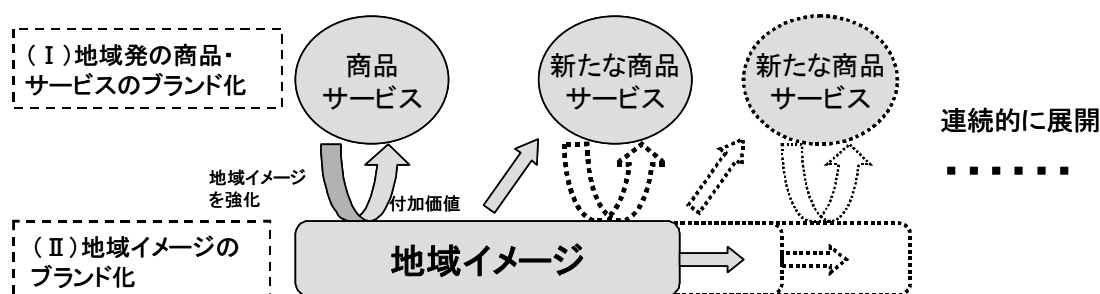 （Ⅰ）地域発の商品・
サービスのブランド化
商品
サービス
新たな商品
サービス
新たな商品
サービス
連続的に展開
・・・・・・
地域イメージ
を強化
付加価値
（Ⅱ）地域イメージの
ブランド化
地域イメージ